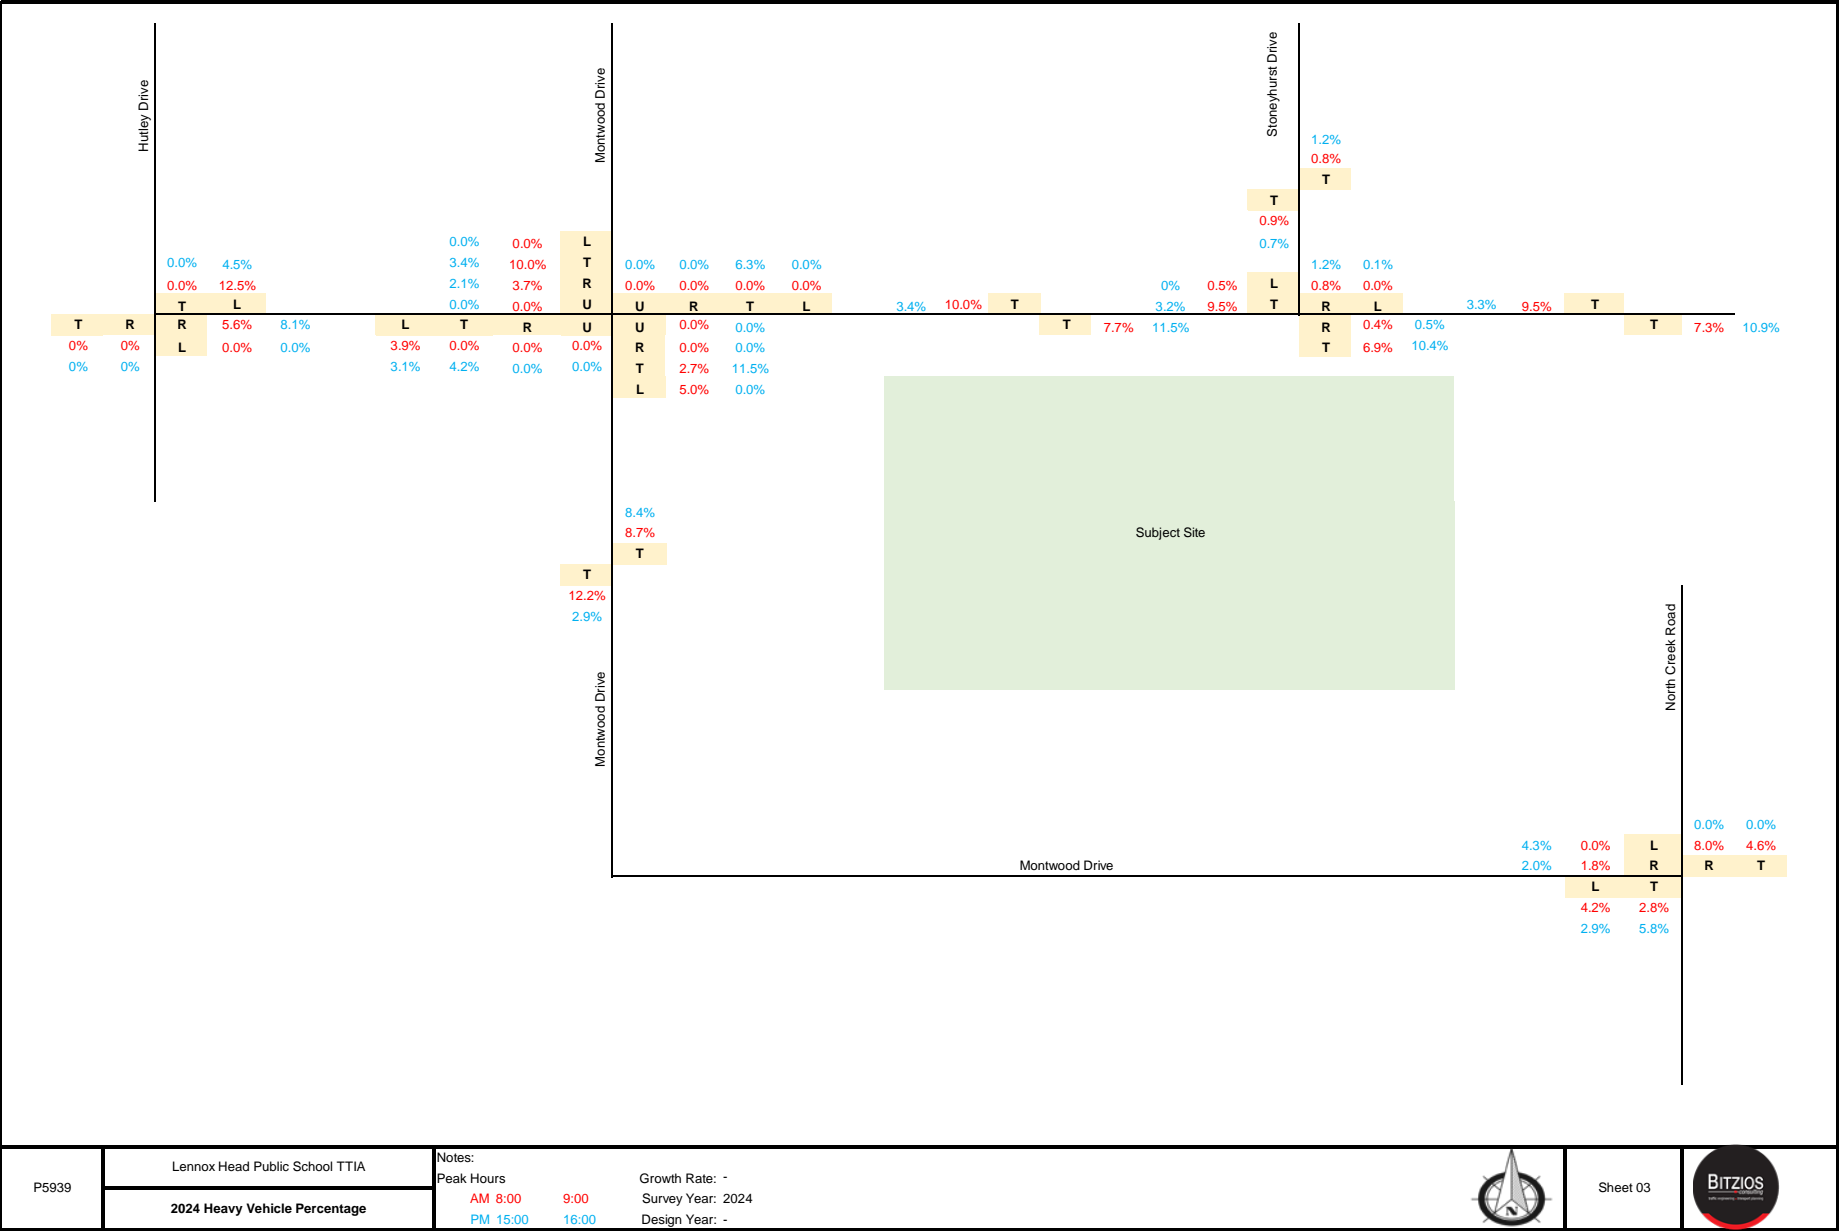 Hutley Drive
Montwood Drive
Stoneyhurst Drive
1.2%
0.8%
T
T
0.9%
0.7%
0.0% 4.5%
0.0% 12.5%
T L
T R
0% 0%
0% 0%
R 5.6% 8.1%
L 0.0% 0.0%
0.0% 0.0% L
3.4% 10.0% T
2.1% 3.7% R
0.0% 0.0% U
L T R U
3.9% 0.0% 0.0% 0.0%
3.1% 4.2% 0.0% 0.0%
0.0% 0.0% 6.3% 0.0%
0.0% 0.0% 0.0% 0.0%
U R T L
U 0.0% 0.0%
R 0.0% 0.0%
T 2.7% 11.5%
L 5.0% 0.0%
3.4% 10.0% T
T 7.7% 11.5%
0% 0.5% L
3.2% 9.5% T
1.2% 0.1%
0.8% 0.0%
R L
R 0.4% 0.5%
T 6.9% 10.4%
3.3% 9.5% T
T 7.3% 10.9%
8.4%
8.7%
T
T
12.2%
2.9%
Subject Site
Montwood Drive
North Creek Road
Montwood Drive
4.3% 0.0% L
2.0% 1.8% R
0.0% 0.0%
8.0% 4.6%
R T
L T
4.2% 2.8%
2.9% 5.8%
P5939
Lennox Head Public School TTIA
2024 Heavy Vehicle Percentage
Notes:
Peak Hours
AM 8:00 9:00
PM 15:00 16:00
Growth Rate: -
Survey Year: 2024
Design Year: -
N
Sheet 03
BITZIOS
consulting